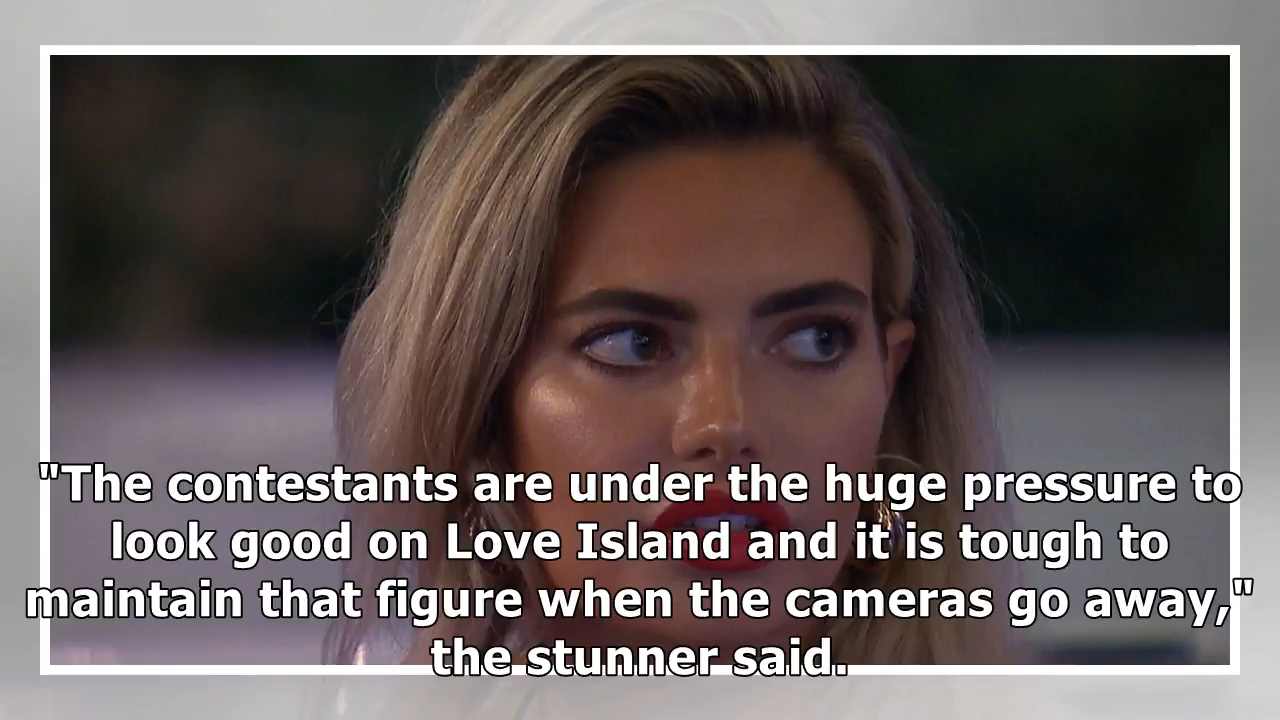 "The contestants are under the huge pressure to
look good on Love Island and it is tough to
maintain that figure when the cameras go away,"
the stunner said.